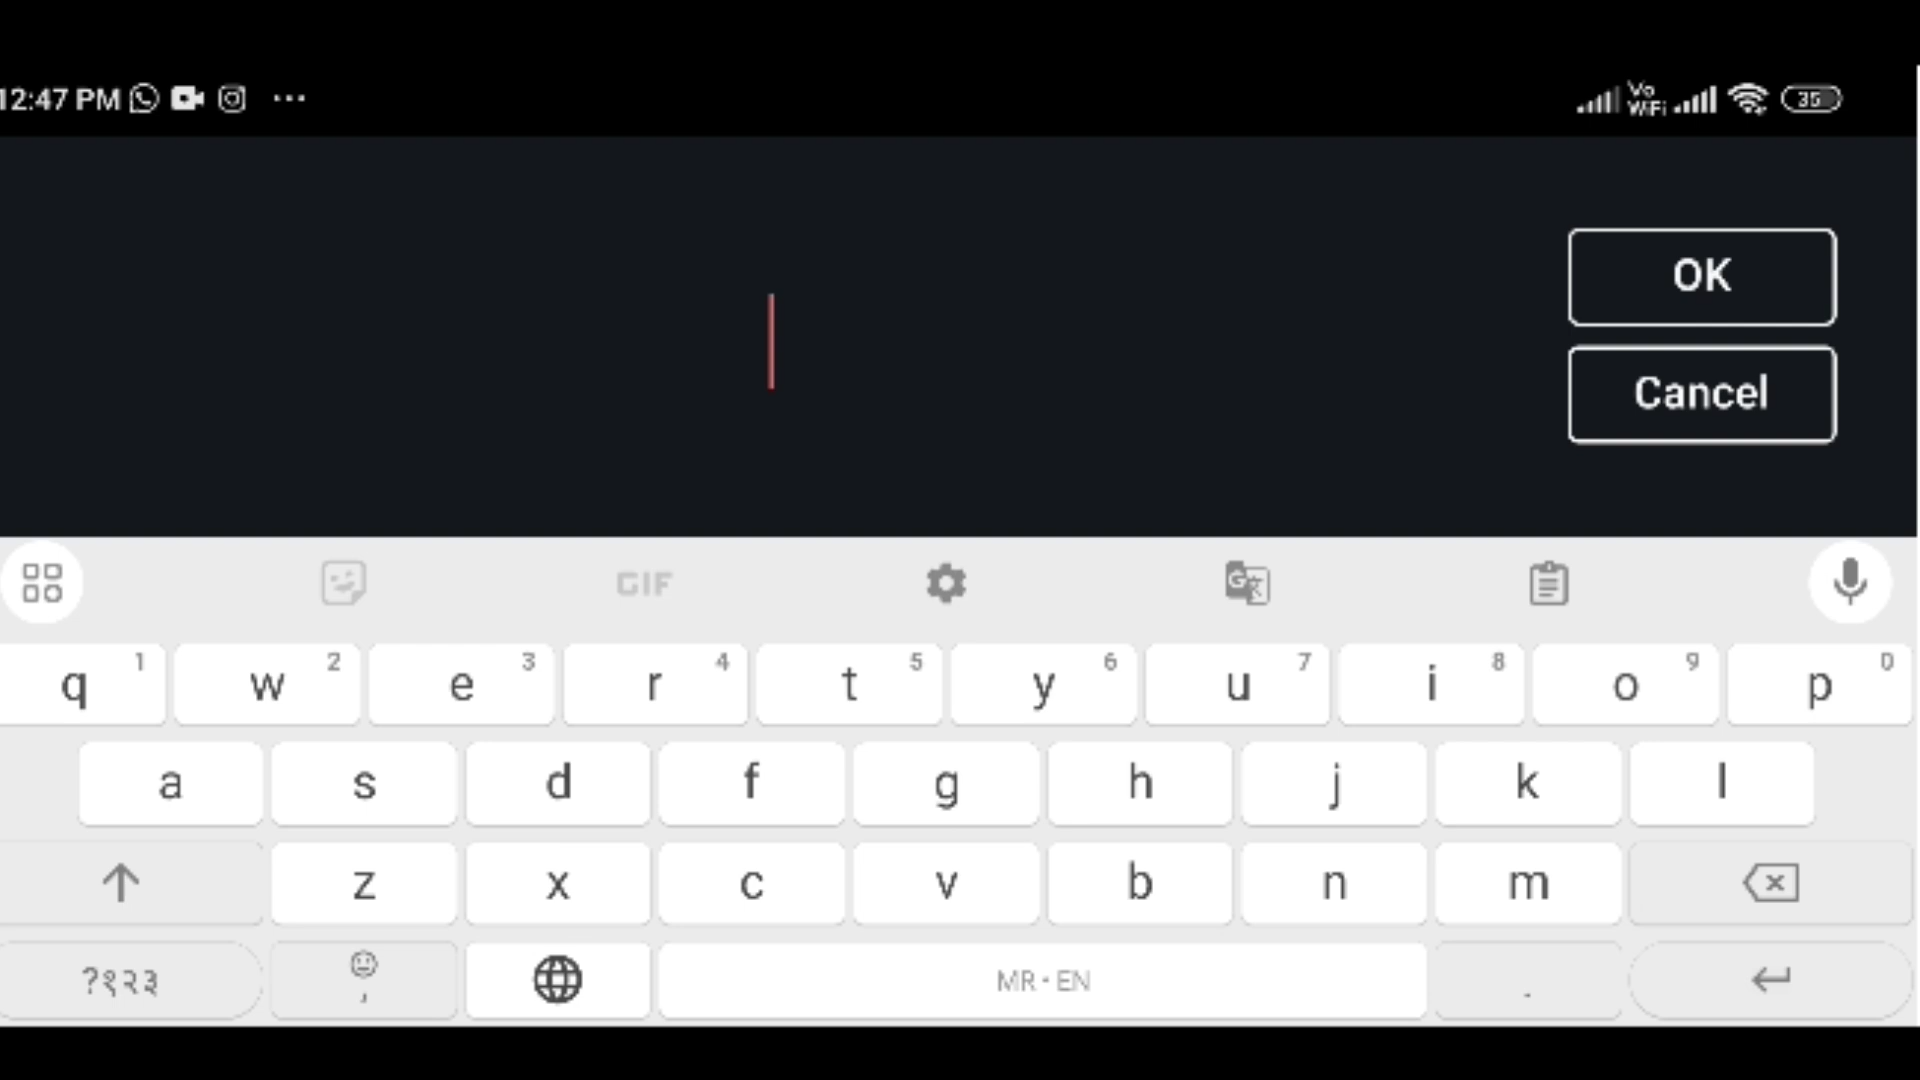 12:47 PM ...
Vo WiFi 35
OK
Cancel
GIF G
q 1 w 2 e 3 r 4 t 5 y 6 u 7 i 8 o 9 p 0
a s d f g h j k l
z x c v b n m
?१२३ , MR • EN .